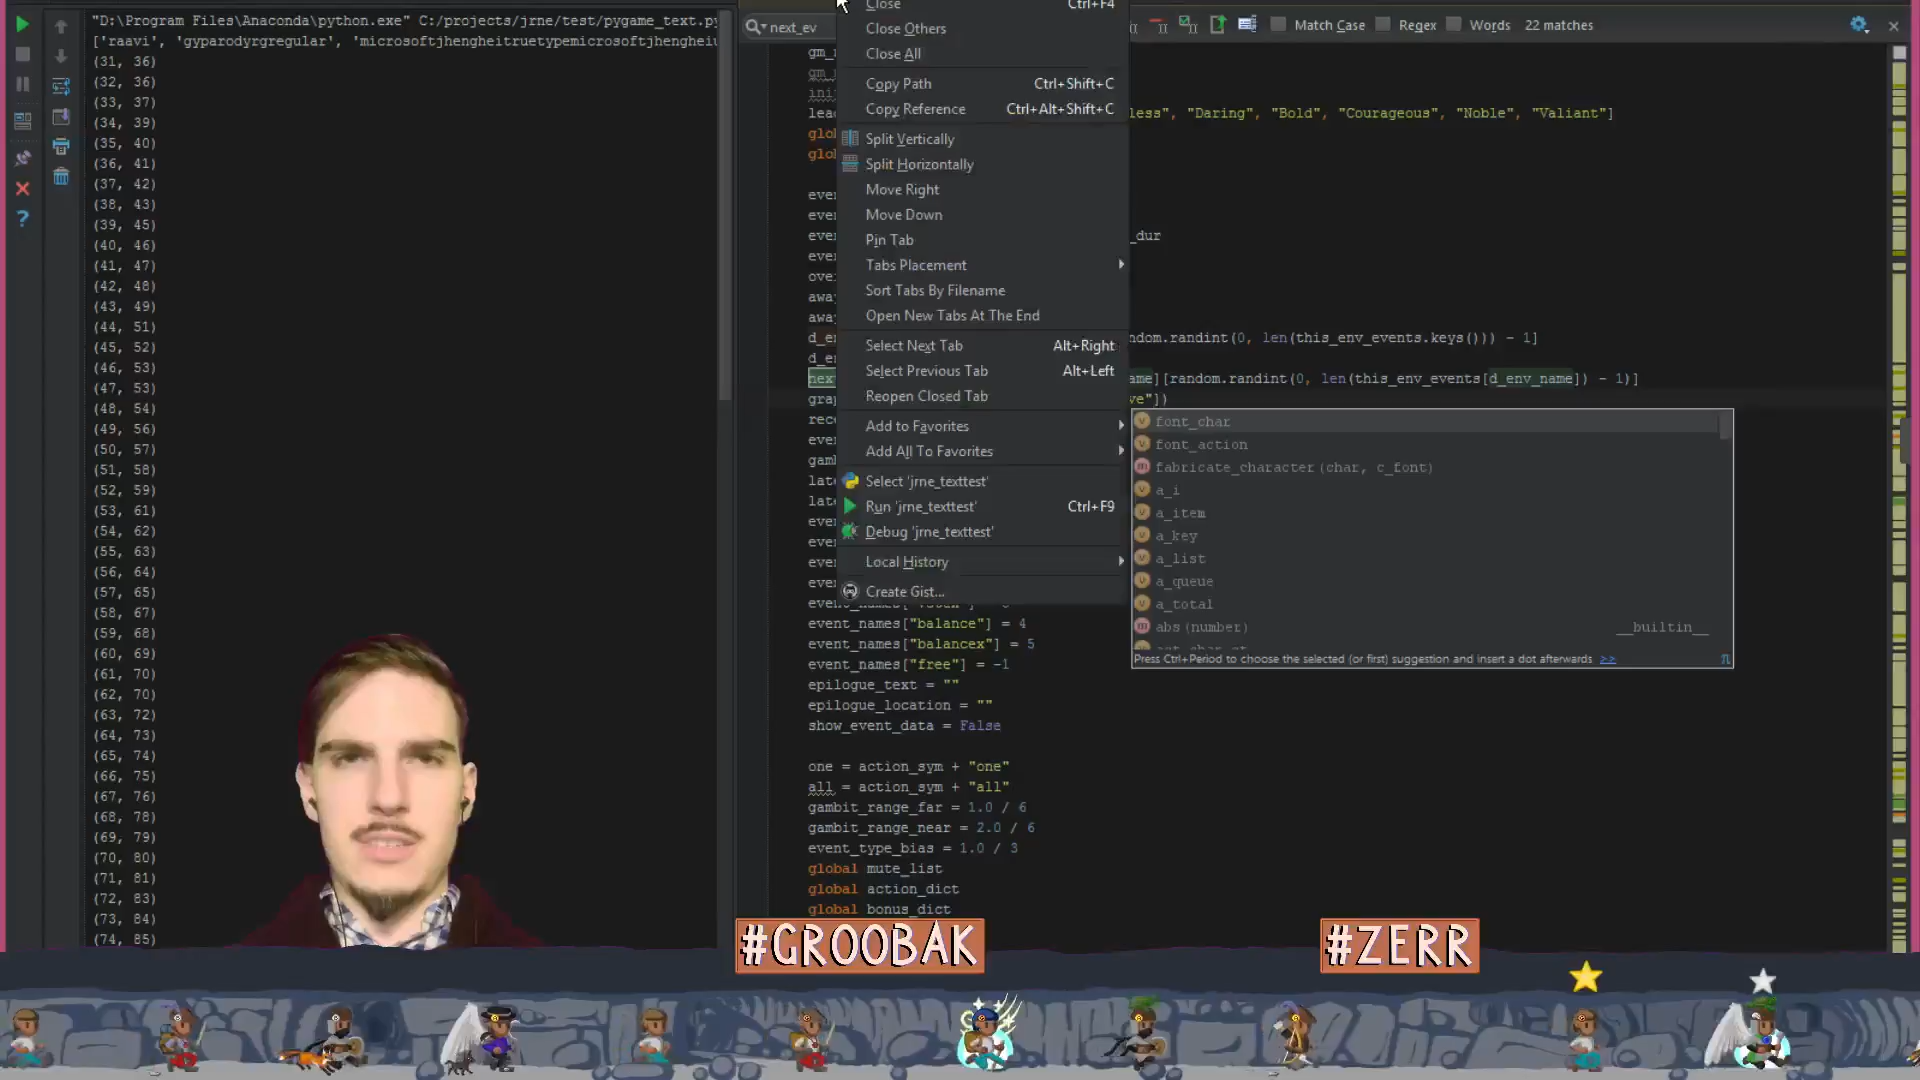 "D:\Program Files\Anaconda\python.exe" C:/projects/jrne/test/pygame_text.py
['raavi', 'gyparodyrgregular', 'microsoftjhengheitruetypemicrosoftjhengheiu
(31, 36)
(32, 36)
(33, 37)
(34, 39)
(35, 40)
(36, 41)
(37, 42)
(38, 43)
(39, 45)
(40, 46)
(41, 47)
(42, 48)
(43, 49)
(44, 51)
(45, 52)
(46, 53)
(47, 53)
(48, 54)
(49, 56)
(50, 57)
(51, 58)
(52, 59)
(53, 61)
(54, 62)
(55, 63)
(56, 64)
(57, 65)
(58, 67)
(59, 68)
(60, 69)
(61, 70)
(62, 70)
(63, 72)
(64, 73)
(65, 74)
(66, 75)
(67, 76)
(68, 78)
(69, 79)
(70, 80)
(71, 81)
(72, 83)
(73, 84)
(74, 85)
next_ev
Match Case
Regex
Words
22 matches
Close Ctrl+F4
Close Others
Close All
Copy Path Ctrl+Shift+C
Copy Reference Ctrl+Alt+Shift+C
Split Vertically
Split Horizontally
Move Right
Move Down
Pin Tab
Tabs Placement
Sort Tabs By Filename
Open New Tabs At The End
Select Next Tab Alt+Right
Select Previous Tab Alt+Left
Reopen Closed Tab
Add to Favorites
Add All To Favorites
Select 'jrne_texttest'
Run 'jrne_texttest' Ctrl+F9
Debug 'jrne_texttest'
Local History
Create Gist...
less", "Daring", "Bold", "Courageous", "Noble", "Valiant"]
_dur
ndom.randint(0, len(this_env_events.keys())) - 1]
ame][random.randint(0, len(this_env_events[d_env_name]) - 1)]
ve"])
font_char
font_action
fabricate_character(char, c_font)
a_i
a_item
a_key
a_list
a_queue
a_total
abs(number) __builtin__
Press Ctrl+Period to choose the selected (or first) suggestion and insert a dot afterwards >>
event_names["balance"] = 4
event_names["balancex"] = 5
event_names["free"] = -1
epilogue_text = ""
epilogue_location = ""
show_event_data = False
one = action_sym + "one"
all = action_sym + "all"
gambit_range_far = 1.0 / 6
gambit_range_near = 2.0 / 6
event_type_bias = 1.0 / 3
global mute_list
global action_dict
global bonus_dict
#GROOBAK
#ZERR